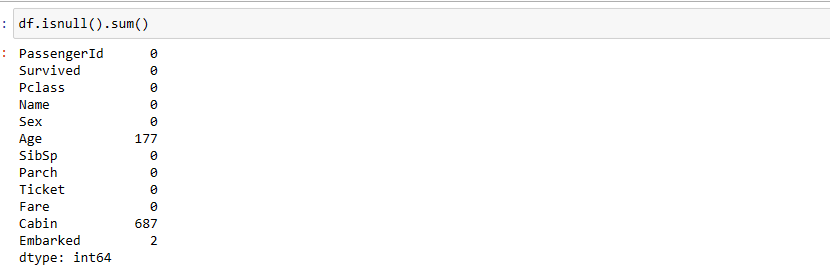 : df.isnull().sum()
: PassengerId 0
Survived 0
Pclass 0
Name 0
Sex 0
Age 177
SibSp 0
Parch 0
Ticket 0
Fare 0
Cabin 687
Embarked 2
dtype: int64